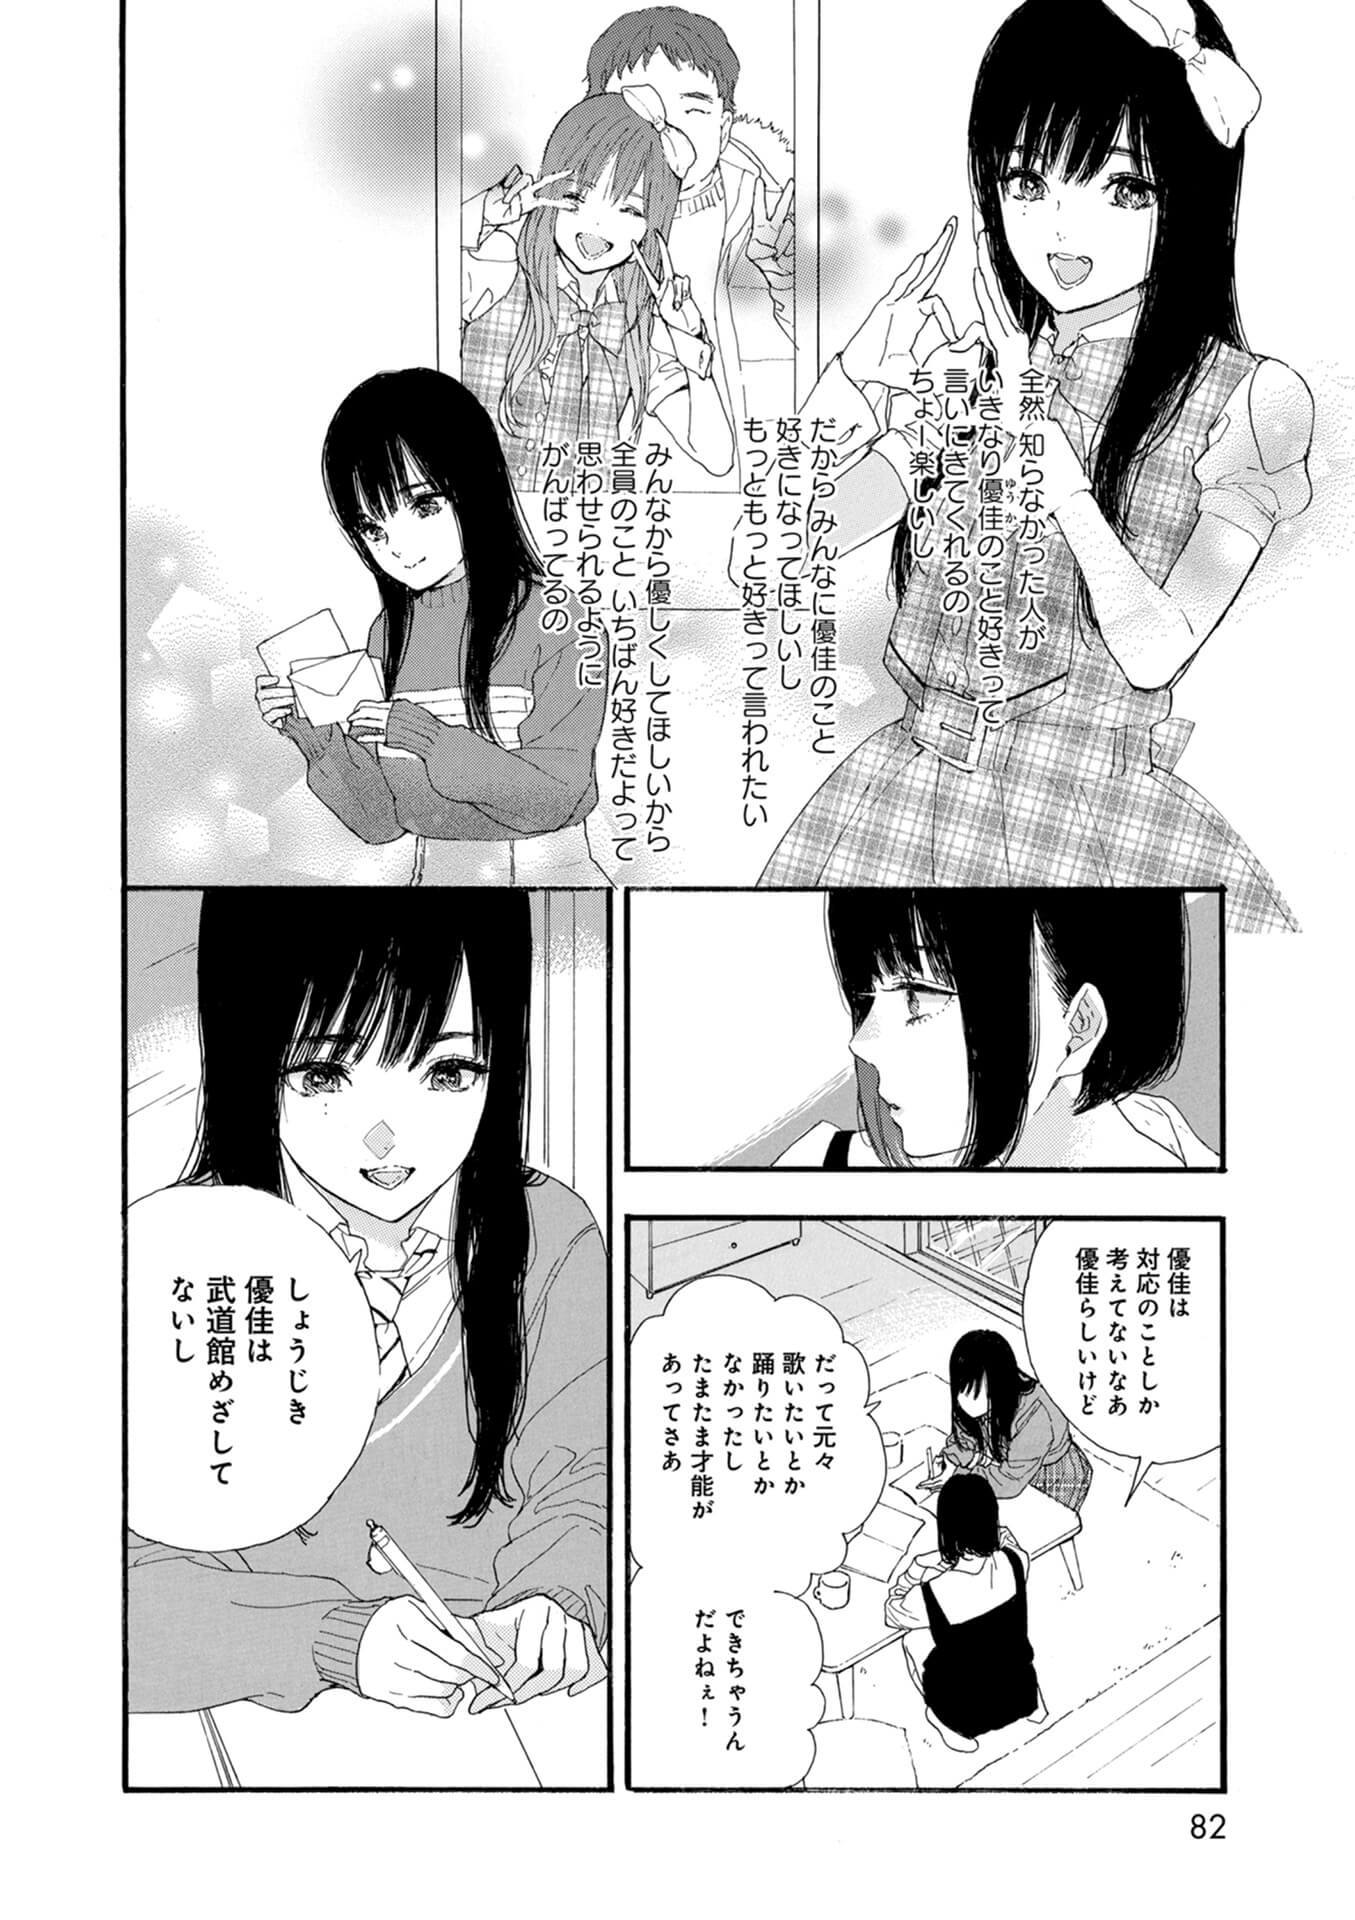 全然 知らなかった人が
いきなり優佳のこと好きって
ゆうか
言いにきてくれるの
ちょー楽しいし
だから みんなに優佳のこと
好きになってほしいし
もっともっと好きって言われたい
みんなから優しくしてほしいから
全員のこと いちばん好きだよって
思わせられるように
がんばってるの
優佳は
対応のことしか
考えてないなあ
優佳らしいけど
だって元々
歌いたいとか
踊りたいとか
なかったし
たまたま才能が
あってさあ
できちゃうん
だよねぇ!
しょうじき
優佳は
武道館めざして
ないし
82